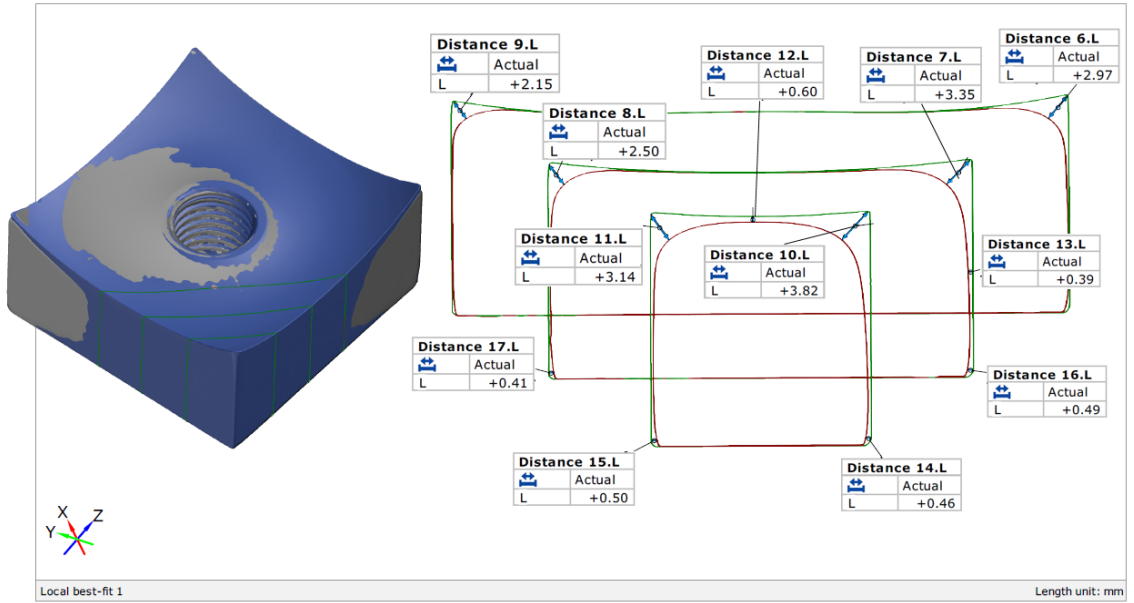 Distance 9.L
Actual
L +2.15
Distance 12.L
Actual
L +0.60
Distance 7.L
Actual
L +3.35
Distance 6.L
Actual
L +2.97
Distance 8.L
Actual
L +2.50
Distance 11.L
Actual
L +3.14
Distance 10.L
Actual
L +3.82
Distance 13.L
Actual
L +0.39
Distance 17.L
Actual
L +0.41
Distance 16.L
Actual
L +0.49
Distance 15.L
Actual
L +0.50
Distance 14.L
Actual
L +0.46
X
Y
Z
Local best-fit 1
Length unit: mm